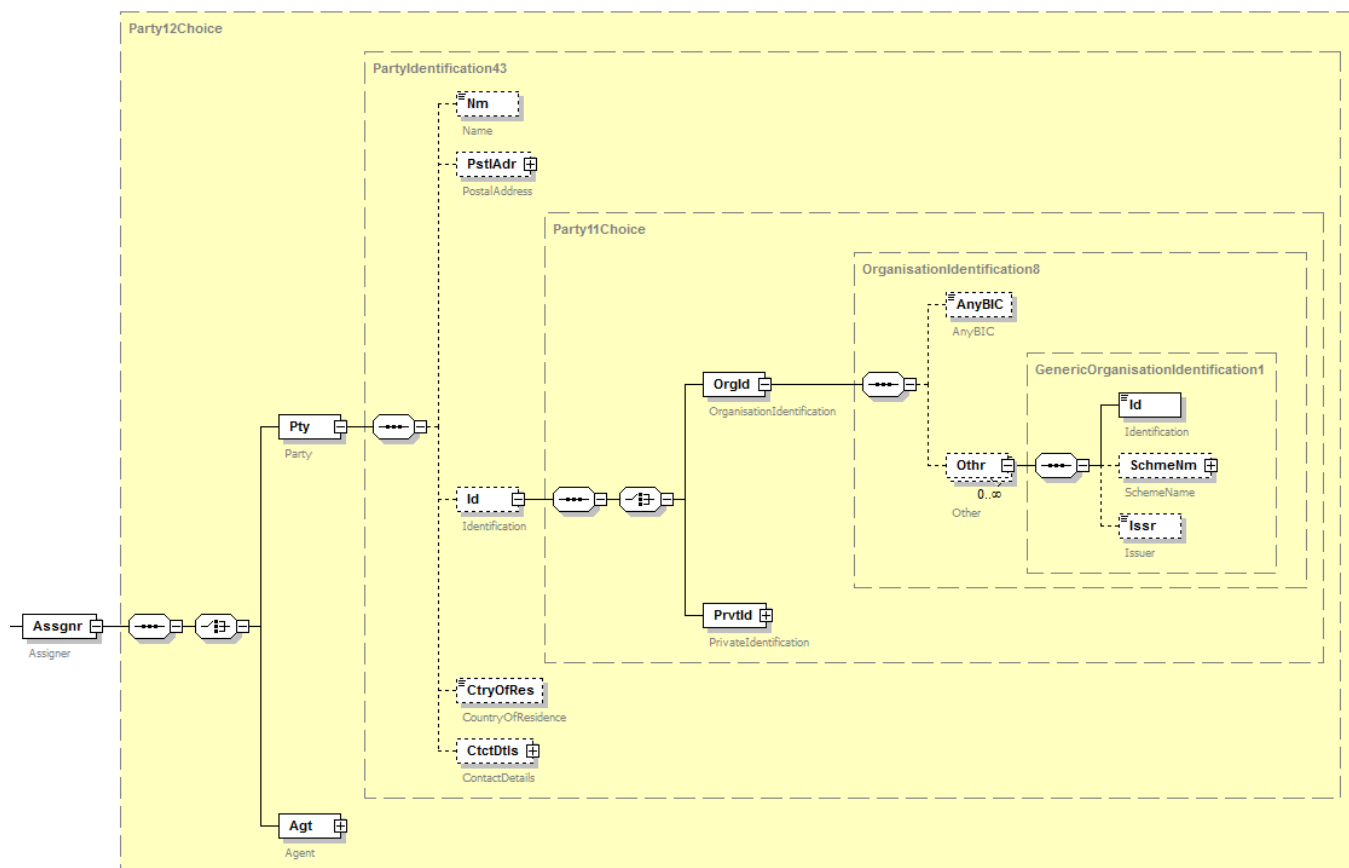 Party12Choice
PartyIdentification43
Nm
Name
PstlAdr
PostalAddress
Party11Choice
OrganisationIdentification8
AnyBIC
AnyBIC
GenericOrganisationIdentification1
OrgId
OrganisationIdentification
Id
Identification
Pty
Party
Othr
0..∞
Other
SchmeNm
SchemeName
Id
Identification
Issr
Issuer
Assgnr
Assigner
PrvtId
PrivateIdentification
CtryOfRes
CountryOfResidence
CtctDtls
ContactDetails
Agt
Agent